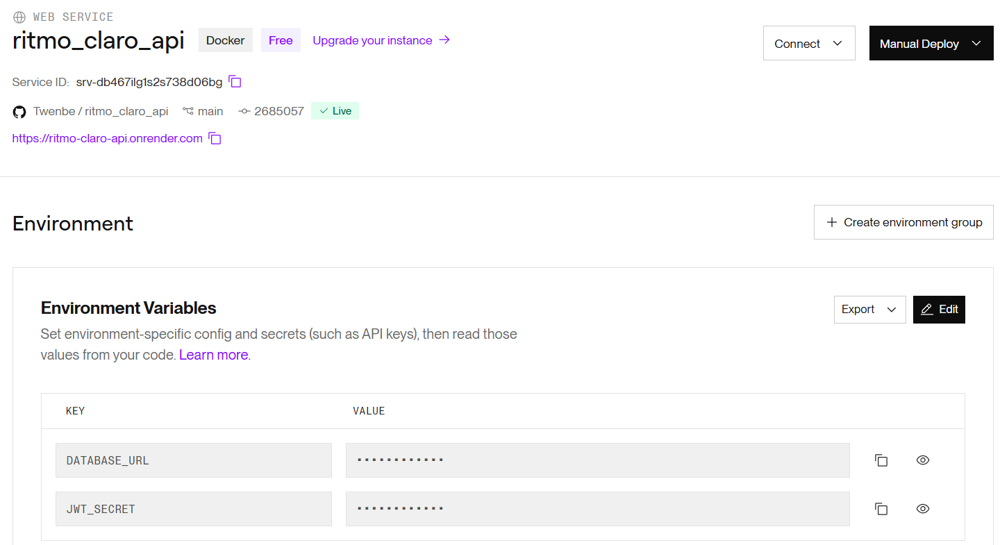 WEB SERVICE
ritmo_claro_api Docker Free Upgrade your instance → Connect Manual Deploy
Service ID: srv-db467ilg1s2s738d06bg
Twenbe / ritmo_claro_api main 2685057 ✓ Live
https://ritmo-claro-api.onrender.com
Environment + Create environment group
Environment Variables Export Edit
Set environment-specific config and secrets (such as API keys), then read those
values from your code. Learn more.
KEY VALUE
DATABASE_URL ••••••••••••
JWT_SECRET ••••••••••••